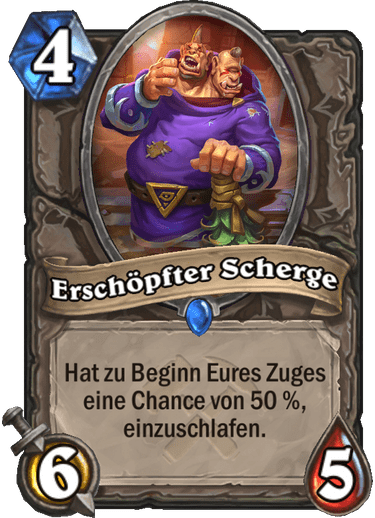 4
Erschöpfter Scherge
Hat zu Beginn Eures Zuges
eine Chance von 50 %,
einzuschlafen.
6
5